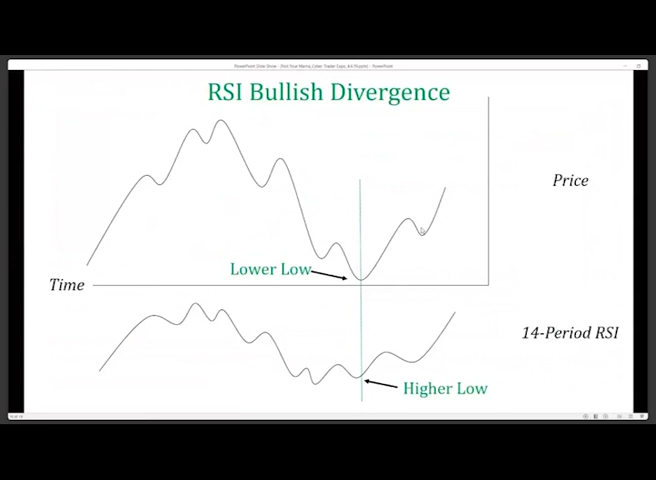 RSI Bullish Divergence
Price
Lower Low
Time
14-Period RSI
Higher Low